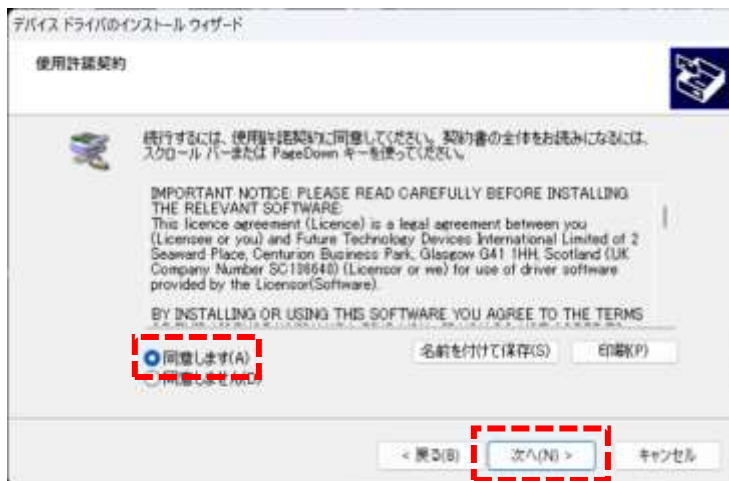 デバイス ドライバのインストール ウィザード
使用許諾契約
続行するには、使用許諾契約に同意してください。契約書の全体をお読みになるには、
スクロール バーまたは PageDown キーを使ってください。
IMPORTANT NOTICE: PLEASE READ CAREFULLY BEFORE INSTALLING
THE RELEVANT SOFTWARE:
This licence agreement (Licence) is a legal agreement between you
(Licensee or you) and Future Technology Devices International Limited of 2
Seaward Place, Centurion Business Park, Glasgow G41 1HH, Scotland (UK
Company Number SC136640) (Licensor or we) for use of driver software
provided by the Licensor(Software).
BY INSTALLING OR USING THIS SOFTWARE YOU AGREE TO THE TERMS
同意します(A)
名前を付けて保存(S)
印刷(P)
同意しません(D)
< 戻る(B)
次へ(N) >
キャンセル